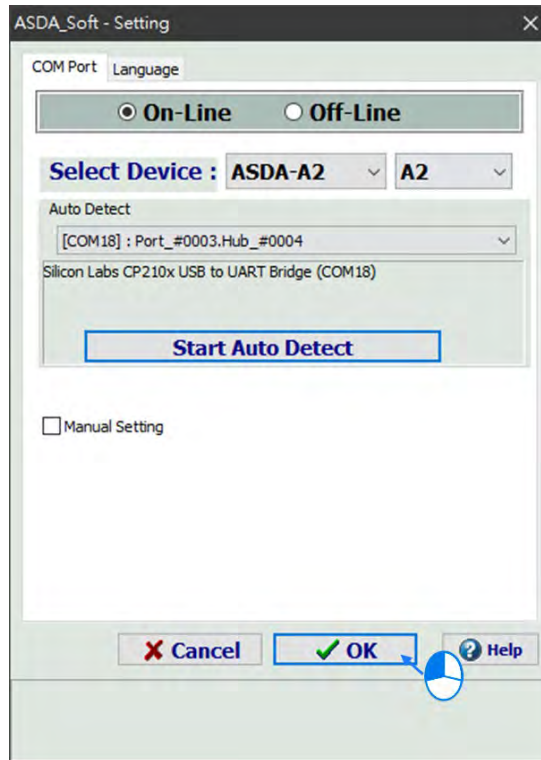 ASDA_Soft - Setting
COM Port Language
On-Line Off-Line
Select Device : ASDA-A2 A2
Auto Detect
[COM18] : Port_#0003.Hub_#0004
Silicon Labs CP210x USB to UART Bridge (COM18)
Start Auto Detect
Manual Setting
Cancel OK Help